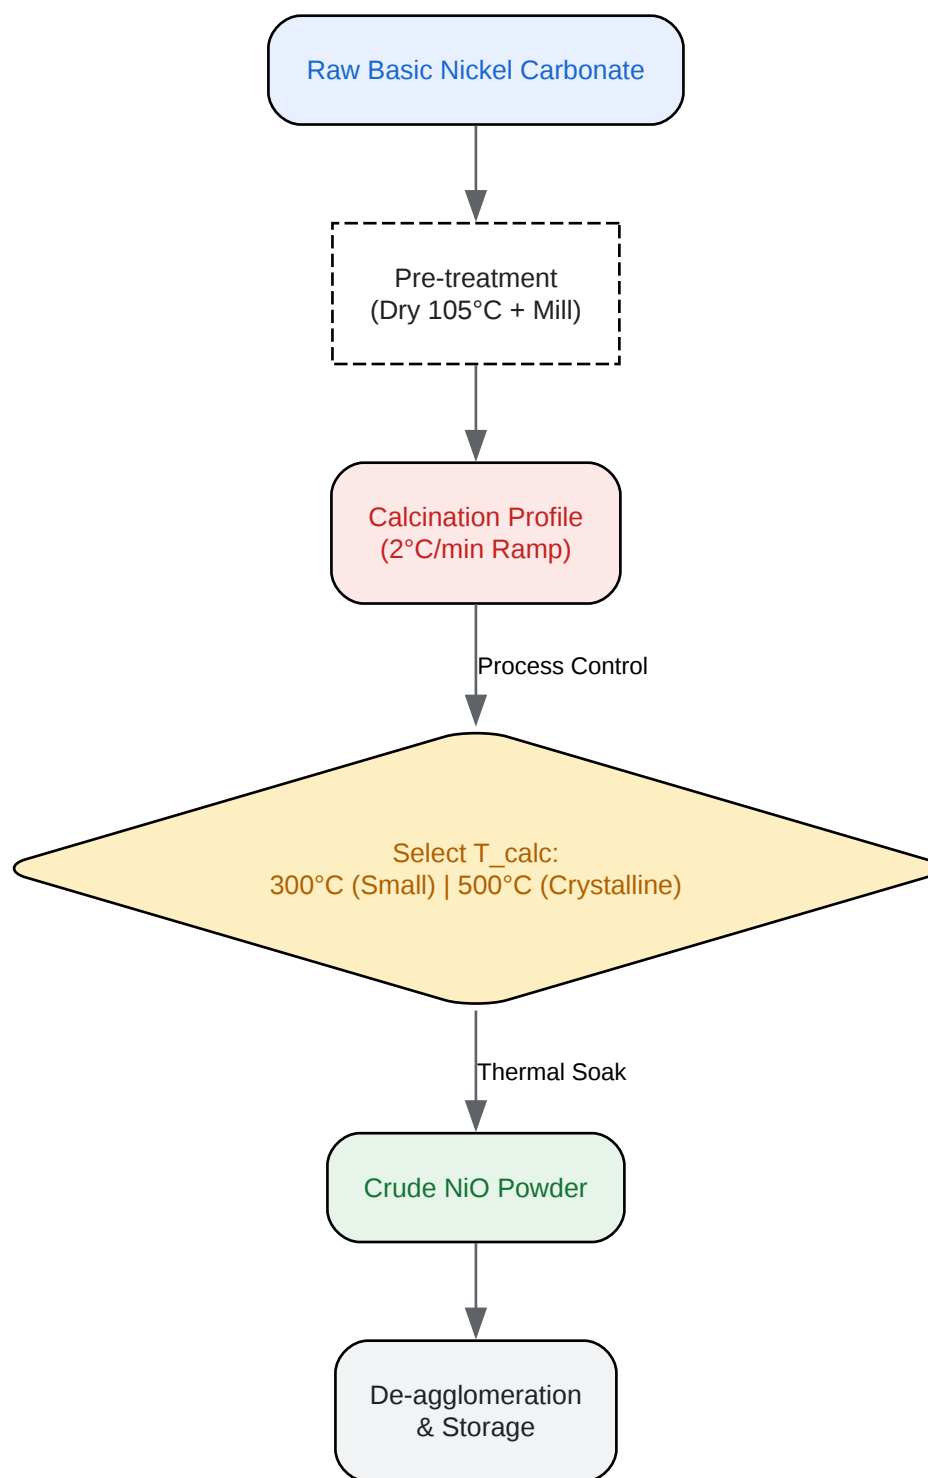 Raw Basic Nickel Carbonate
Pre-treatment
(Dry 105°C + Mill)
Calcination Profile
(2°C/min Ramp)
Process Control
Select T_calc:
300°C (Small) | 500°C (Crystalline)
Thermal Soak
Crude NiO Powder
De-agglomeration
& Storage